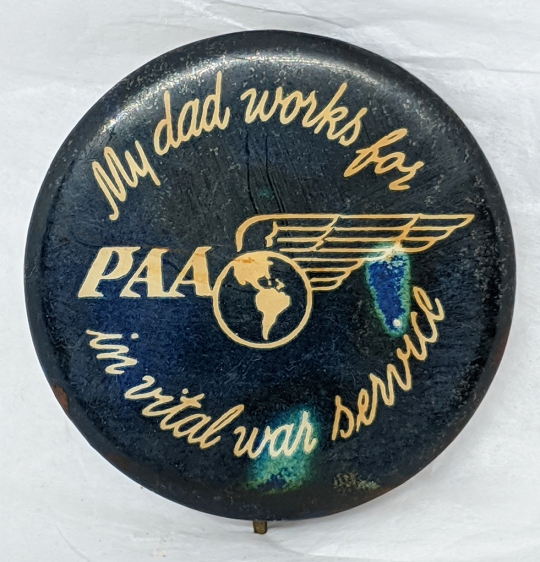 My dad works for
PAA
in vital war service